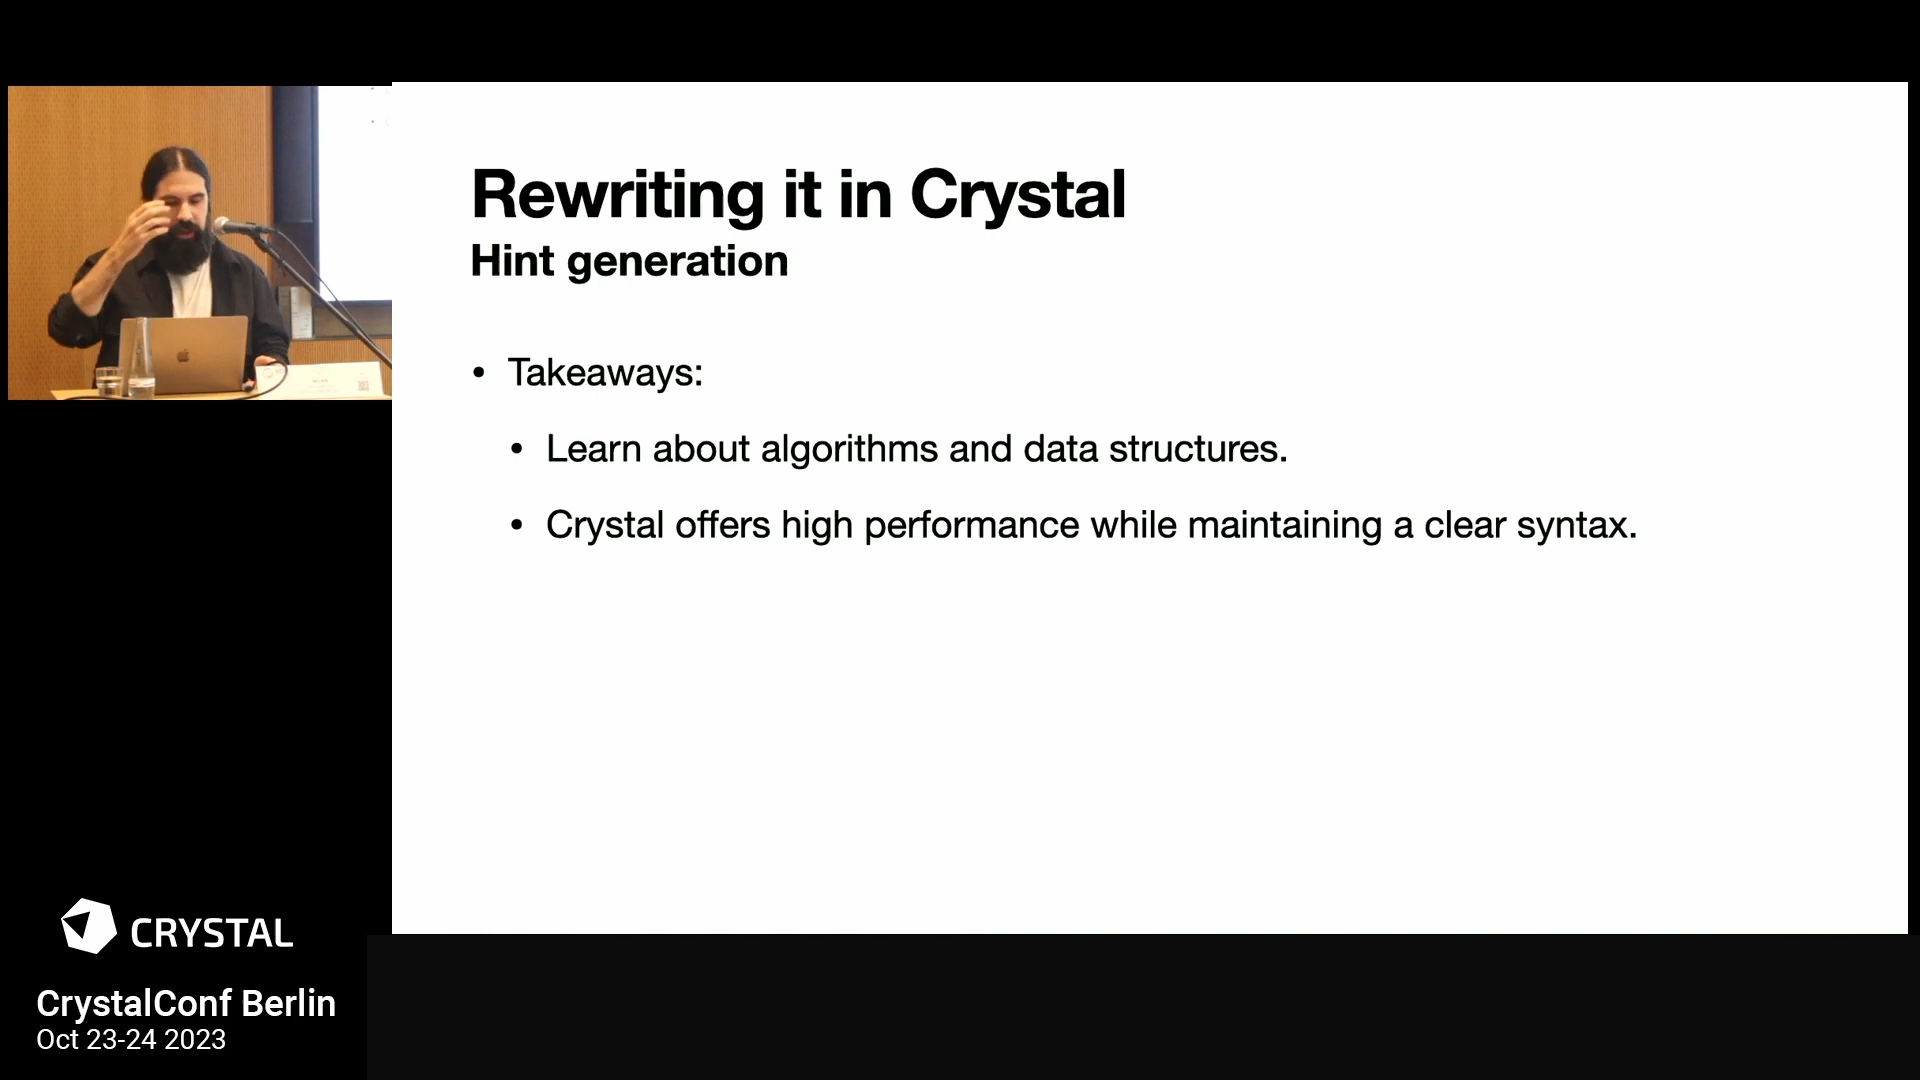 Rewriting it in Crystal
Hint generation
• Takeaways:
• Learn about algorithms and data structures.
• Crystal offers high performance while maintaining a clear syntax.
CRYSTAL
CrystalConf Berlin
Oct 23-24 2023